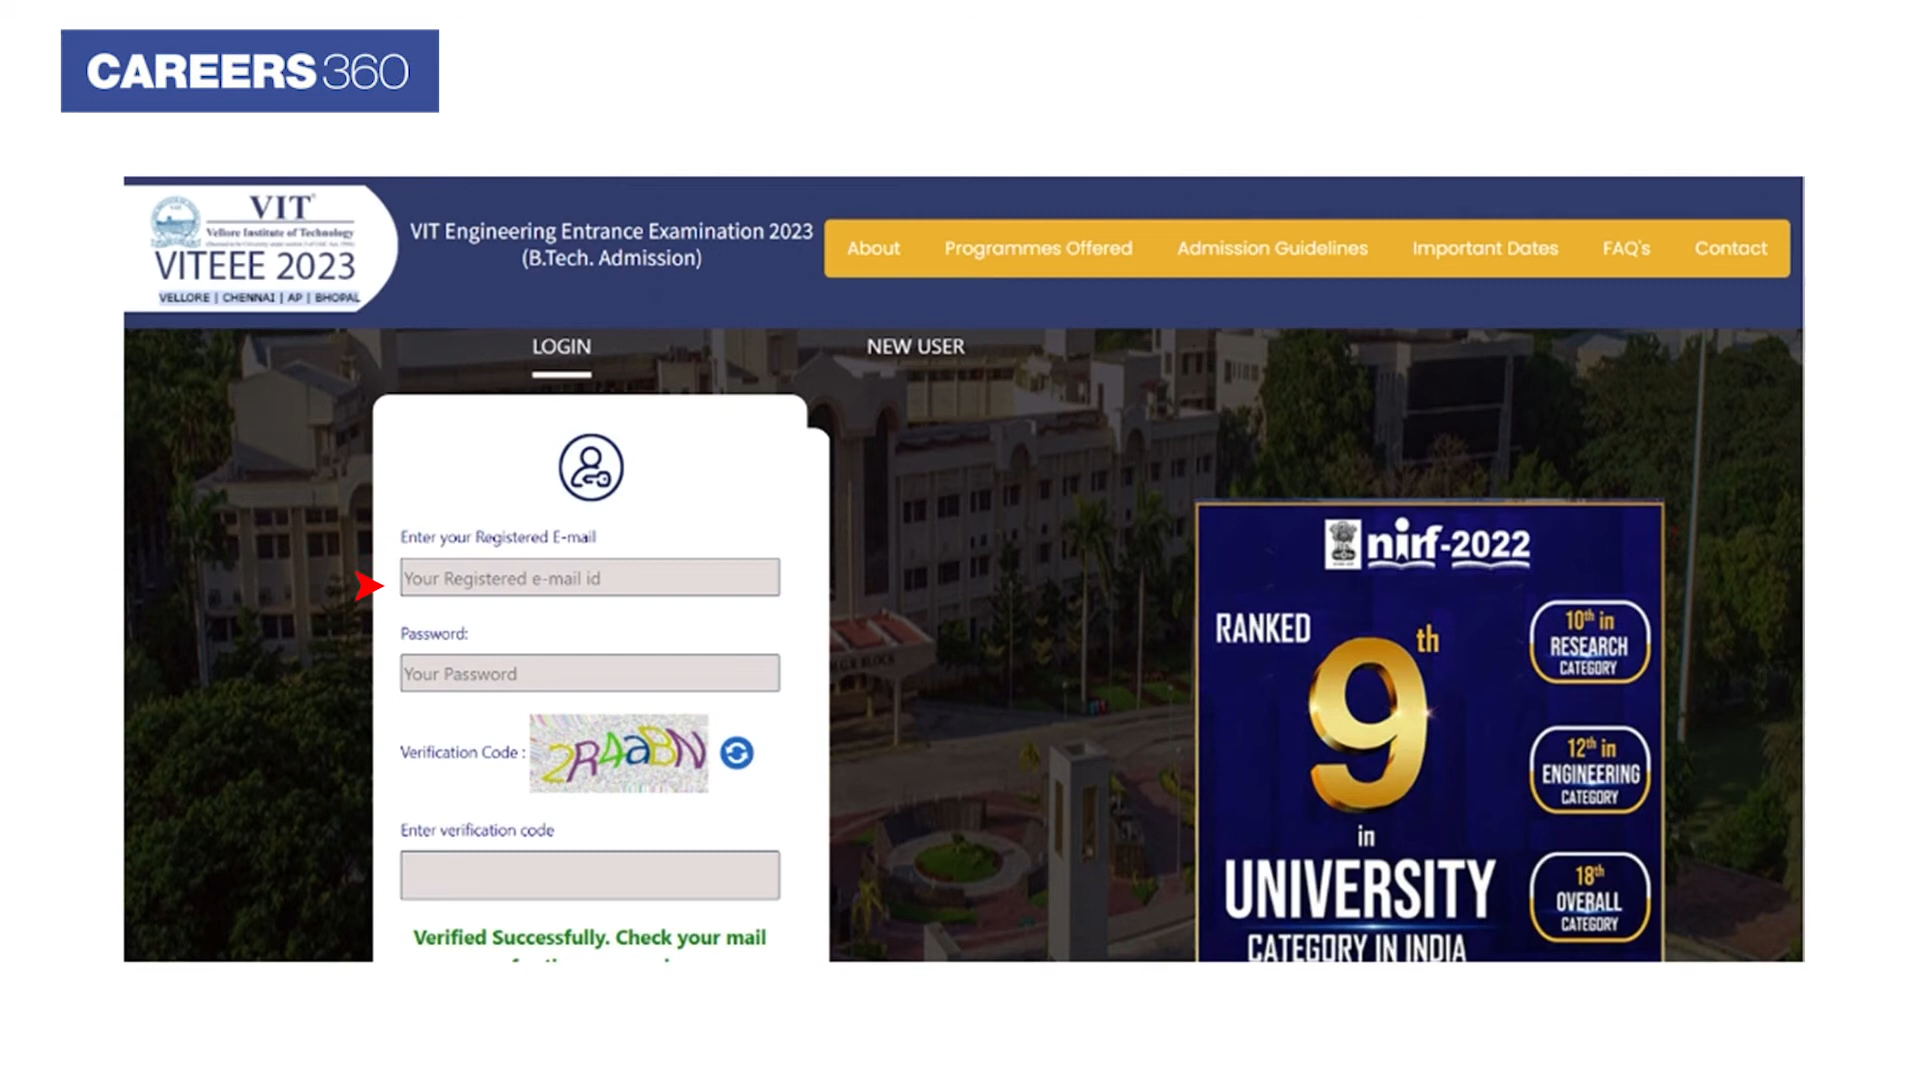 CAREERS360
VIT
Vellore Institute of Technology
VITEEE 2023
VELLORE | CHENNAI | AP | BHOPAL
VIT Engineering Entrance Examination 2023
(B.Tech. Admission)
About Programmes Offered Admission Guidelines Important Dates FAQ's Contact
LOGIN NEW USER
Enter your Registered E-mail
Your Registered e-mail id
Password:
Your Password
Verification Code :
2R4aBN
Enter verification code
Verified Successfully. Check your mail
nirf-2022
RANKED
9th
in
UNIVERSITY
CATEGORY IN INDIA
10th in
RESEARCH
CATEGORY
12th in
ENGINEERING
CATEGORY
18th
OVERALL
CATEGORY